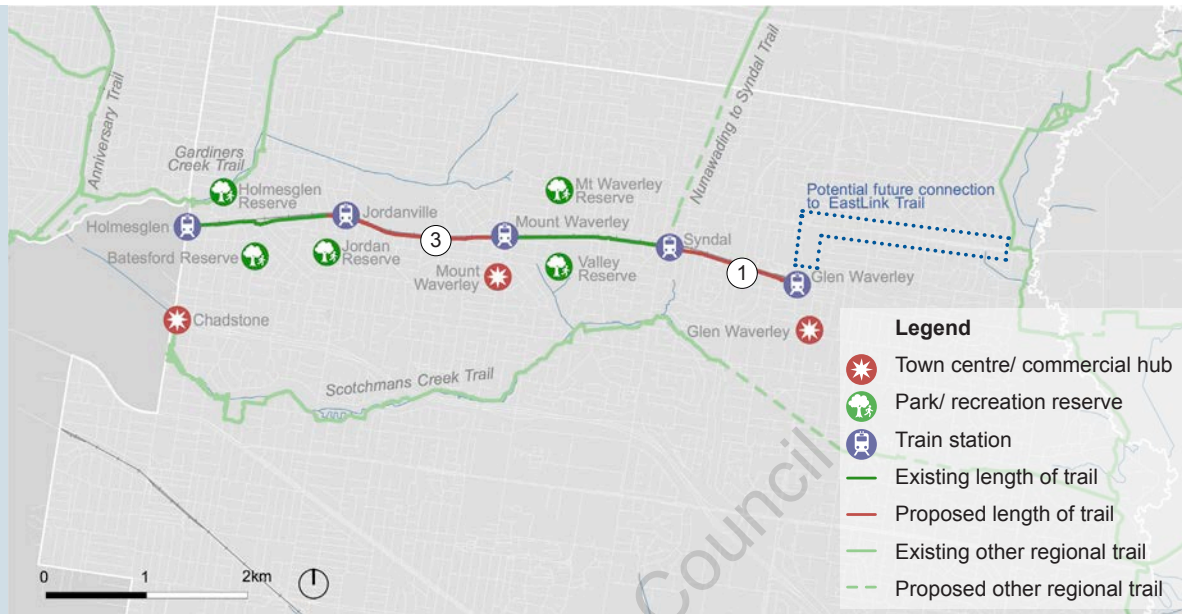 Anniversary Trail
Gardiners
Creek Trail
Holmesglen
Reserve
Holmesglen
Jordanville
Batesford Reserve
Jordan
Reserve
3
Mount
Waverley
Mount Waverley
Mt Waverley
Reserve
Valley
Reserve
Nunawading to Syndal Trail
Syndal
1
Potential future connection
to EastLink Trail
Glen Waverley
Glen Waverley
Chadstone
Scotchmans Creek Trail
Council
0 1 2km
Legend
Town centre/ commercial hub
Park/ recreation reserve
Train station
Existing length of trail
Proposed length of trail
Existing other regional trail
Proposed other regional trail